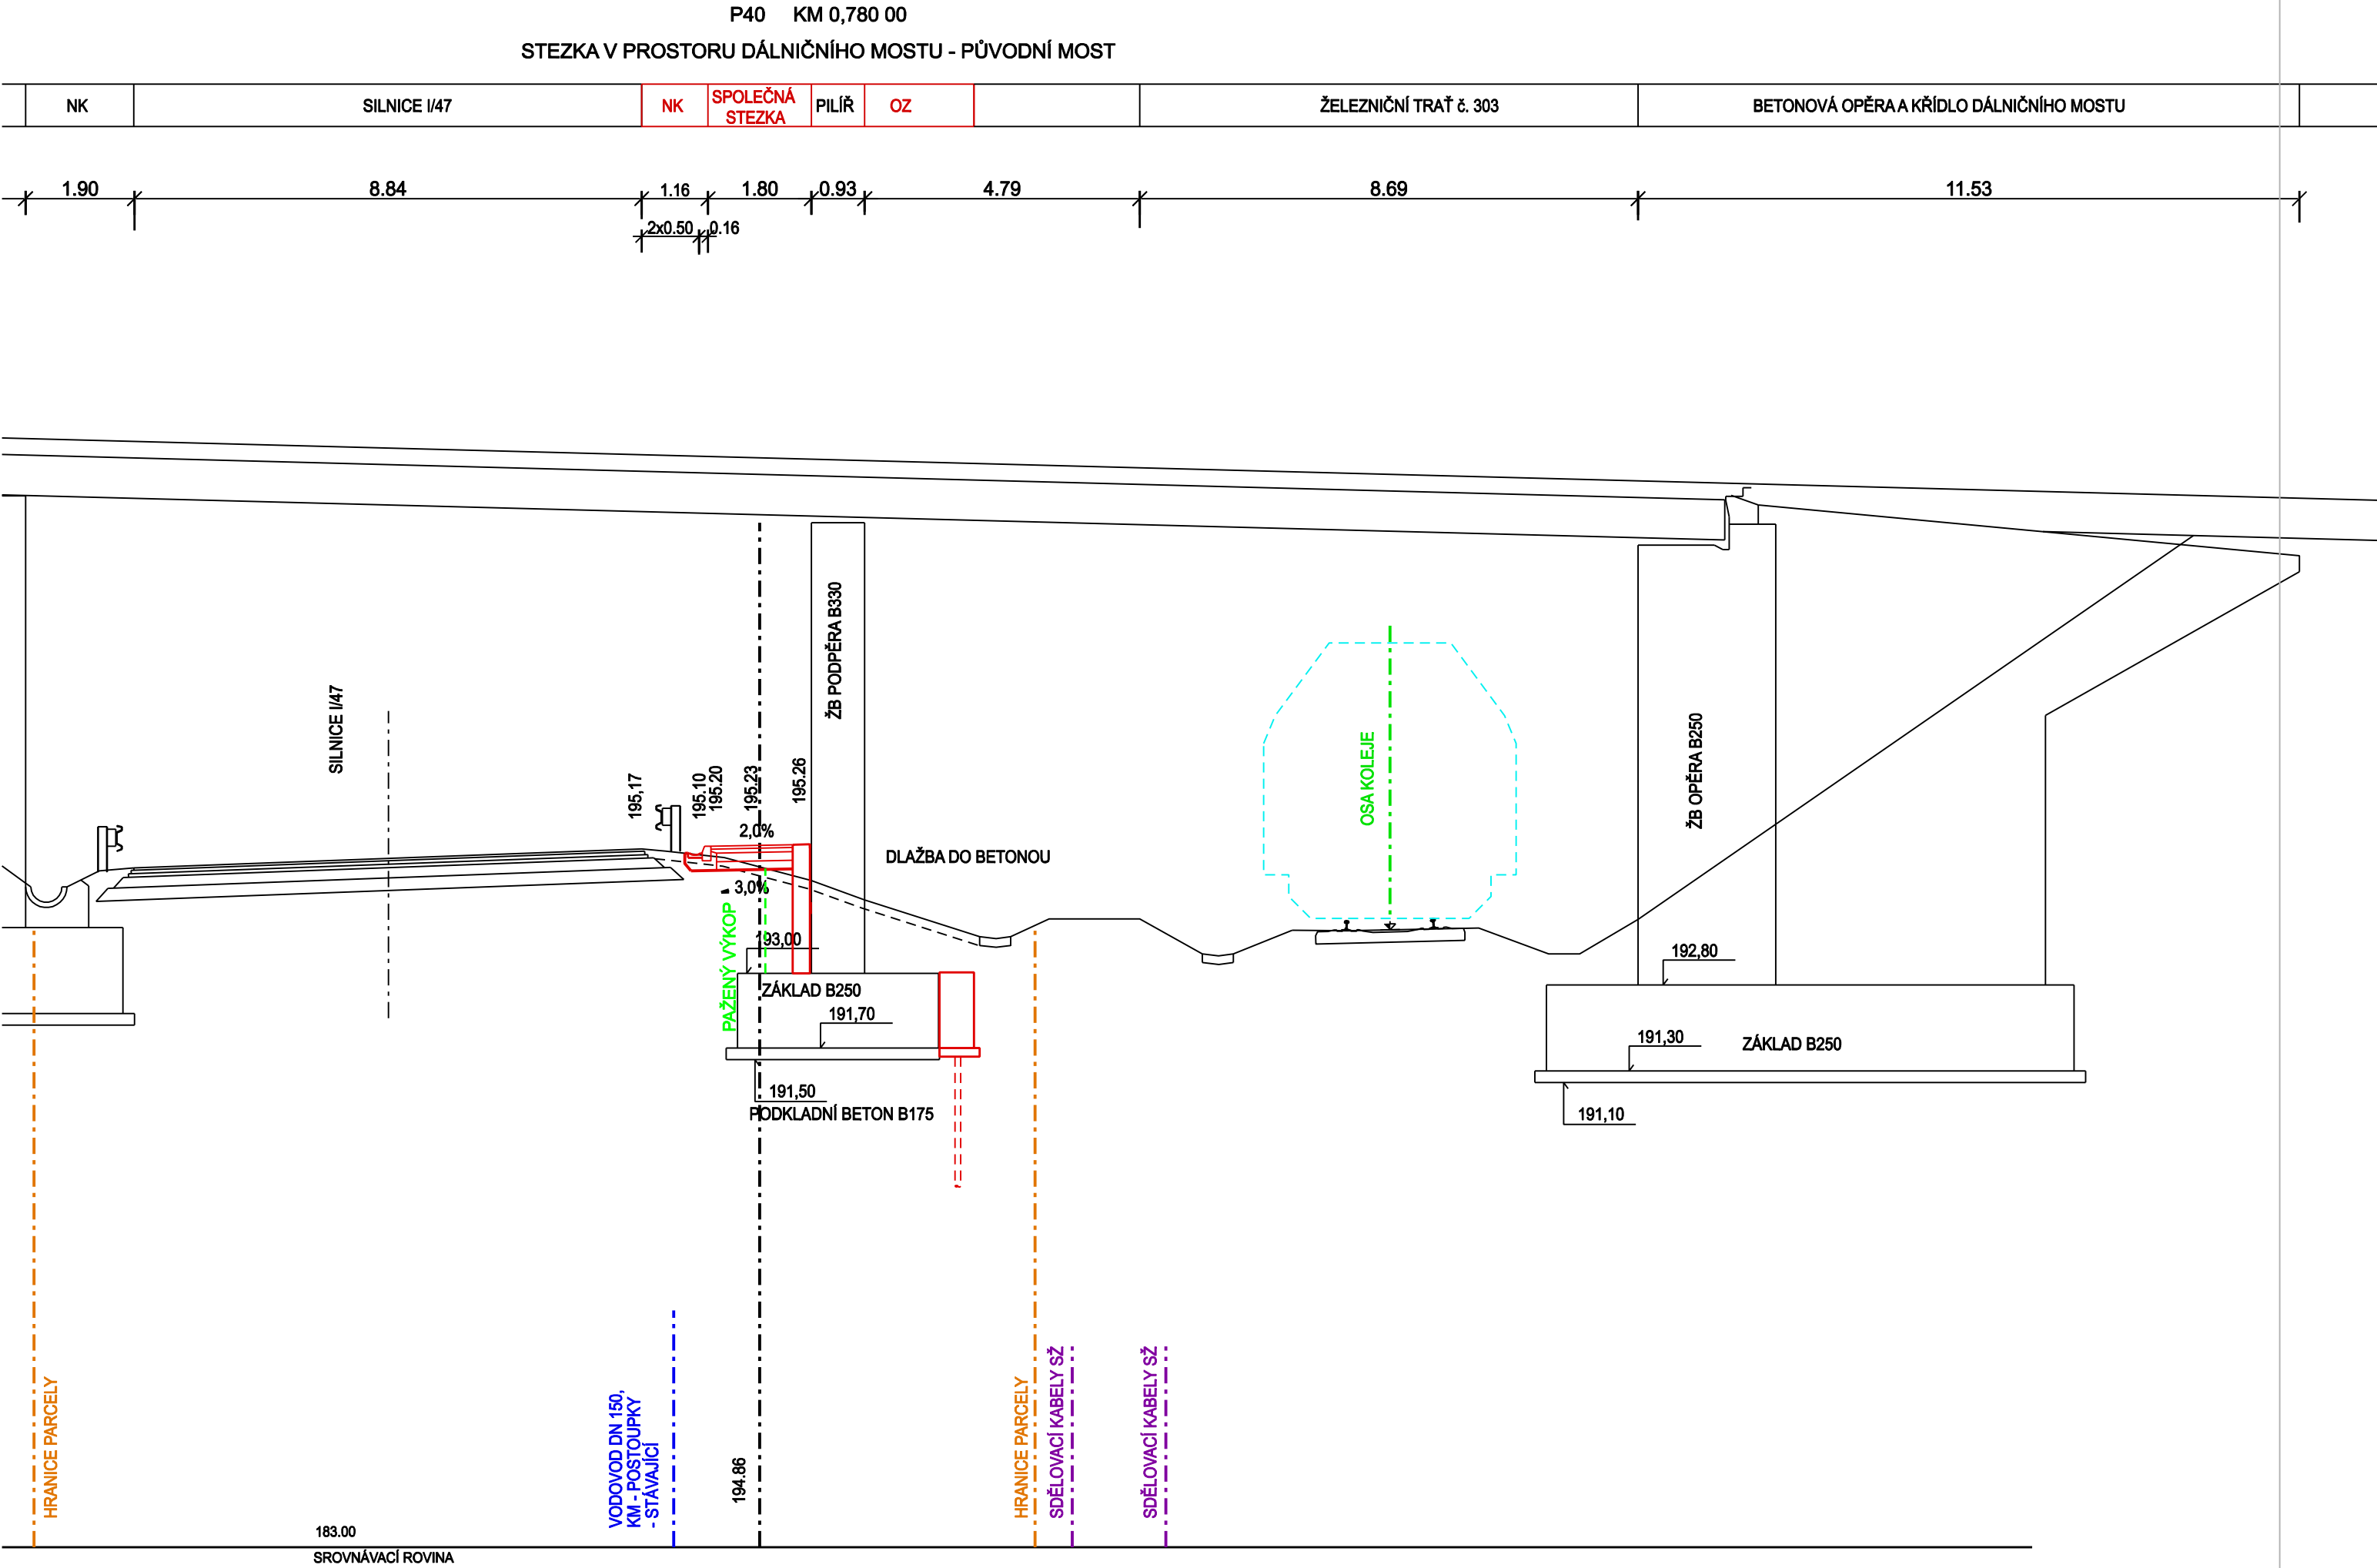 P40 KM 0,780 00
STEZKA V PROSTORU DÁLNIČNÍHO MOSTU - PŮVODNÍ MOST
NK
SILNICE I/47
NK
SPOLEČNÁ
STEZKA
PILÍŘ
OZ
ŽELEZNIČNÍ TRAŤ č. 303
BETONOVÁ OPĚRA A KŘÍDLO DÁLNIČNÍHO MOSTU
1.90
8.84
1.16
1.80
0.93
4.79
8.69
11.53
2x0.50
0.16
SILNICE I/47
195,17
195.10
195.20
195.23
195.26
ŽB PODPĚRA B330
OSA KOLEJE
ŽB OPĚRA B250
2,0%
3,0%
DLAŽBA DO BETONOU
PAŽENÝ VÝKOP
193,00
ZÁKLAD B250
191,70
191,50
PODKLADNÍ BETON B175
192,80
191,30
ZÁKLAD B250
191,10
HRANICE PARCELY
VODOVOD DN 150,
KM - POSTOUPKY
- STÁVAJÍCÍ
194.86
HRANICE PARCELY
SDĚLOVACÍ KABELY SŽ
SDĚLOVACÍ KABELY SŽ
183.00
SROVNÁVACÍ ROVINA